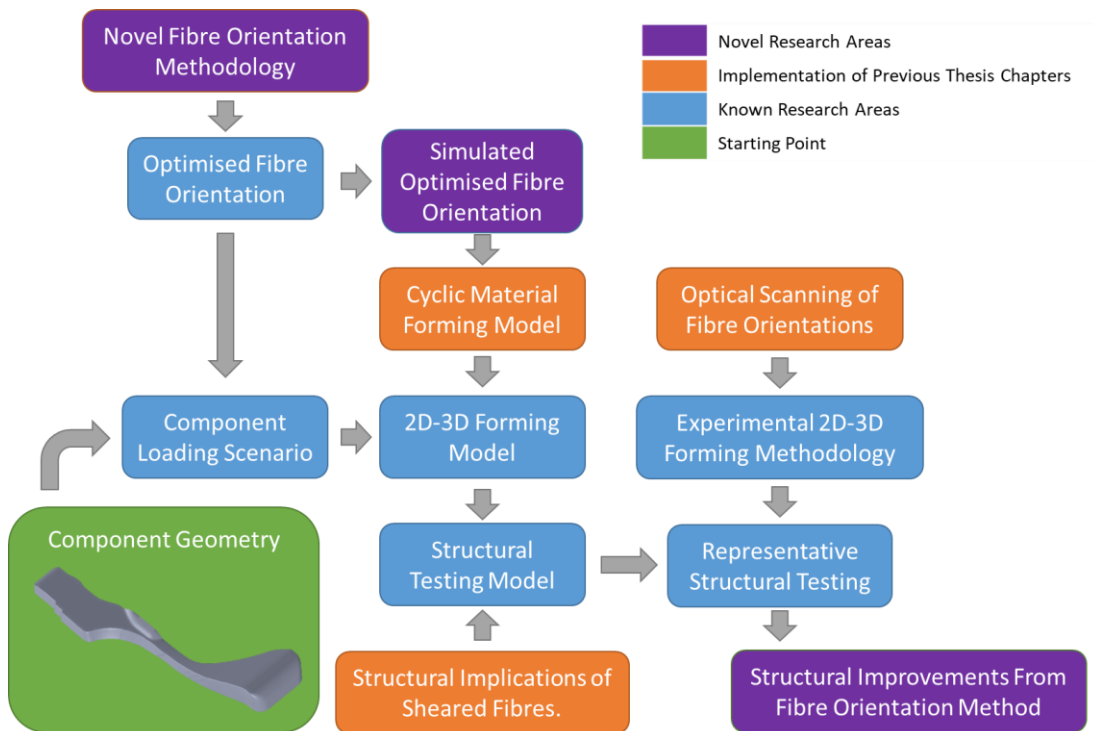 Novel Fibre Orientation
Methodology
Novel Research Areas
Implementation of Previous Thesis Chapters
Known Research Areas
Starting Point
Optimised Fibre
Orientation
Simulated
Optimised Fibre
Orientation
Cyclic Material
Forming Model
Optical Scanning of
Fibre Orientations
Component
Loading Scenario
2D-3D Forming
Model
Experimental 2D-3D
Forming Methodology
Component Geometry
Structural
Testing Model
Representative
Structural Testing
Structural Implications of
Sheared Fibres.
Structural Improvements From
Fibre Orientation Method